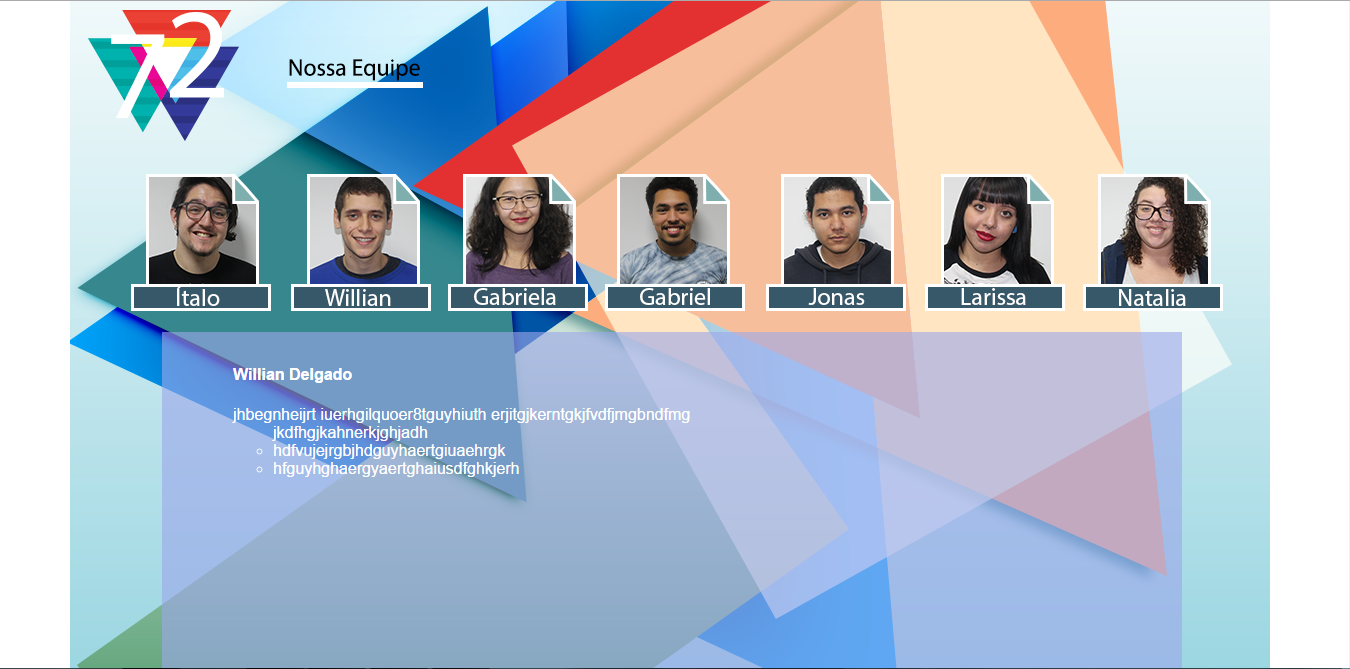 72
Nossa Equipe
Ítalo
Willian
Gabriela
Gabriel
Jonas
Larissa
Natalia
Willian Delgado
jhbegnheijrt iuerhgilquoer8tguyhiuth erjitgjkerntgkjfvdfjmgbndfmg
jkdfhgjkahnerkjghjadh
hdfvujejrgbjhdguyhaertgiuaehrgk
hfguyhghaergyaertghaiusdfghkjerh